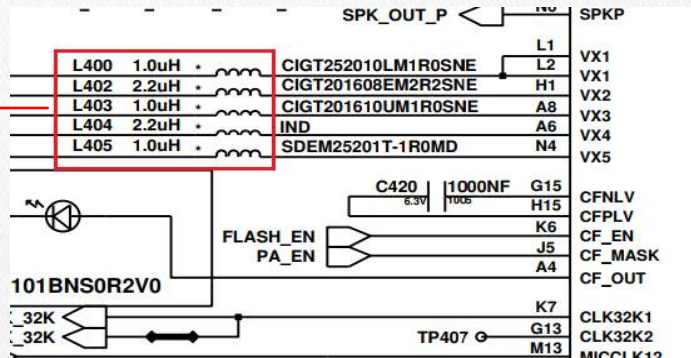 SPK_OUT_P N6 SPKP
L1 VX1
L400 1.0uH * CIGT252010LM1R0SNE L2 VX1
L402 2.2uH * CIGT201608EM2R2SNE H1 VX2
L403 1.0uH * CIGT201610UM1R0SNE A8 VX3
L404 2.2uH * IND A6 VX4
L405 1.0uH * SDEM25201T-1R0MD N4 VX5
C420 1000NF G15 CFNLV
6.3V 1005 H15 CFPLV
FLASH_EN K6 CF_EN
PA_EN J5 CF_MASK
A4 CF_OUT
101BNS0R2V0
_32K K7 CLK32K1
_32K TP407 G13 CLK32K2
M13 MICCLK12